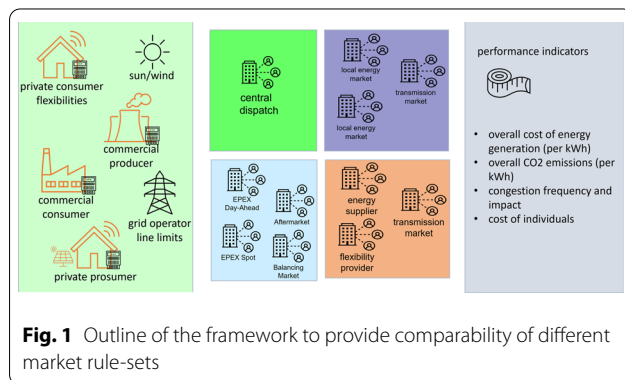 private consumer
flexibilities
sun/wind
commercial
producer
commercial
consumer
grid operator
line limits
private prosumer
central
dispatch
local energy
market
transmission
market
local energy
market
EPEX
Day-Ahead
Aftermarket
EPEX Spot
Balancing
Market
energy
supplier
transmission
market
flexibility
provider
performance indicators
• overall cost of energy
generation (per kWh)
• overall CO2 emissions (per
kWh)
• congestion frequency and
impact
• cost of individuals
Fig. 1 Outline of the framework to provide comparability of different
market rule-sets